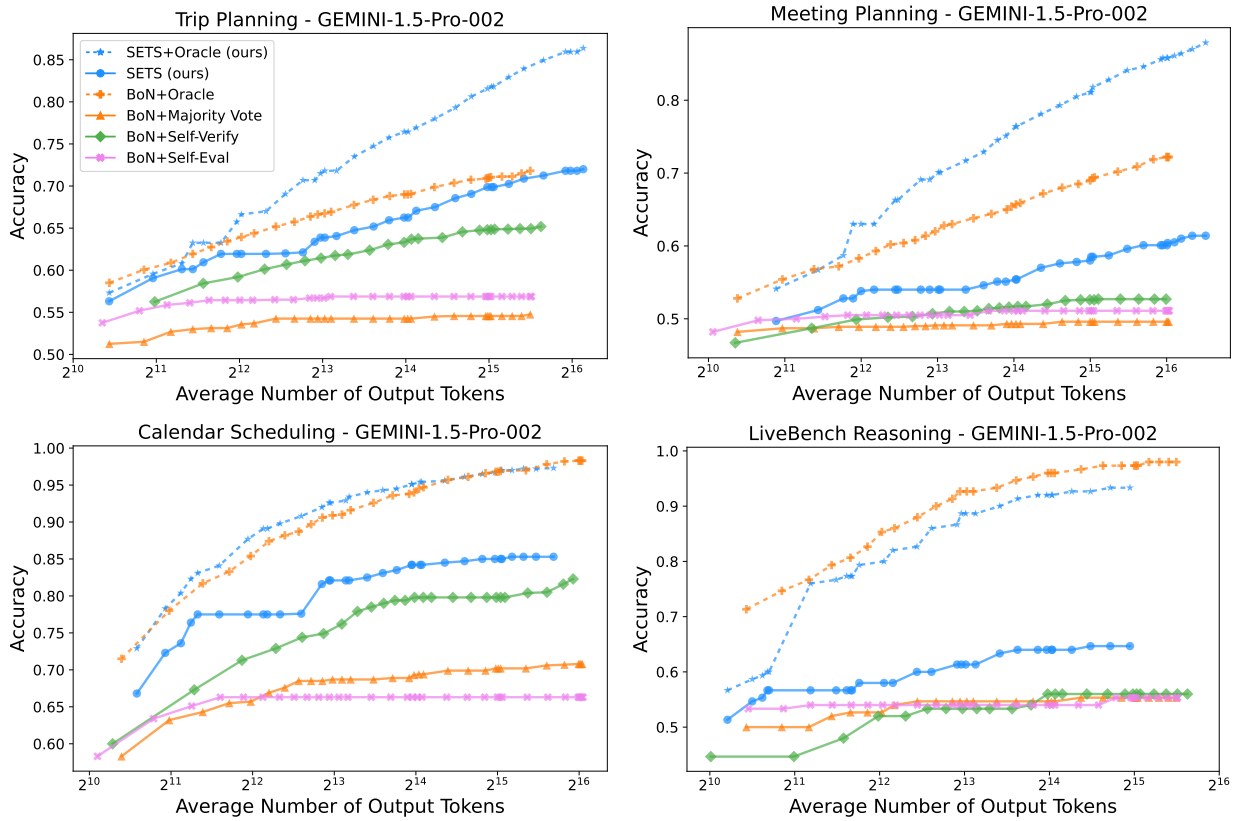 Trip Planning - GEMINI-1.5-Pro-002
SETS+Oracle (ours)
SETS (ours)
BoN+Oracle
BoN+Majority Vote
BoN+Self-Verify
BoN+Self-Eval
Accuracy
0.85
0.80
0.75
0.70
0.65
0.60
0.55
0.50
2^10 2^11 2^12 2^13 2^14 2^15 2^16
Average Number of Output Tokens
Meeting Planning - GEMINI-1.5-Pro-002
Accuracy
0.8
0.7
0.6
0.5
2^10 2^11 2^12 2^13 2^14 2^15 2^16
Average Number of Output Tokens
Calendar Scheduling - GEMINI-1.5-Pro-002
Accuracy
1.00
0.95
0.90
0.85
0.80
0.75
0.70
0.65
0.60
2^10 2^11 2^12 2^13 2^14 2^15 2^16
Average Number of Output Tokens
LiveBench Reasoning - GEMINI-1.5-Pro-002
Accuracy
1.0
0.9
0.8
0.7
0.6
0.5
2^10 2^11 2^12 2^13 2^14 2^15 2^16
Average Number of Output Tokens